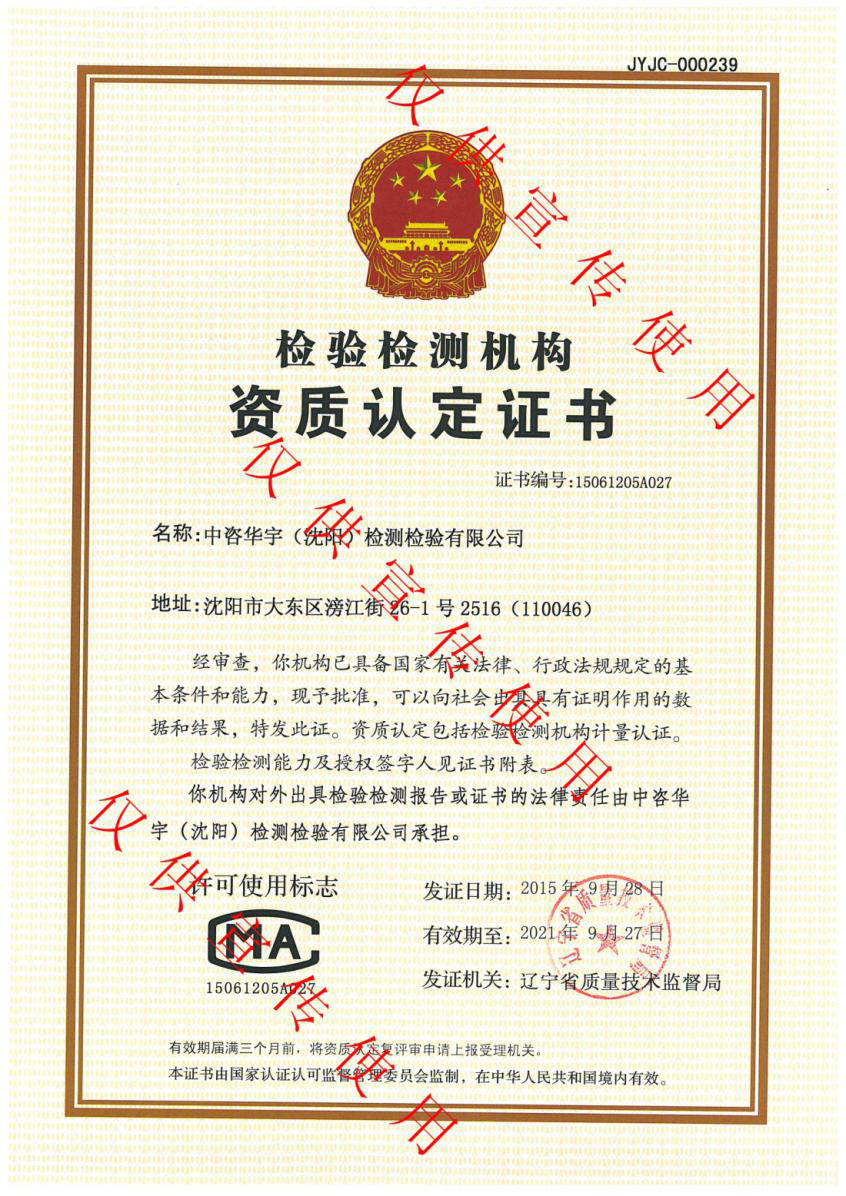 JYJC-000239
检验检测机构
资质认定证书
证书编号:15061205A027
名称:中咨华宇（沈阳）检测检验有限公司
地址:沈阳市大东区滂江街26-1号2516（110046）
经审查，你机构已具备国家有关法律、行政法规规定的基
本条件和能力，现予批准，可以向社会出具具有证明作用的数
据和结果，特发此证。资质认定包括检验检测机构计量认证。
检验检测能力及授权签字人见证书附表。
你机构对外出具检验检测报告或证书的法律责任由中咨华
宇（沈阳）检测检验有限公司承担。
许可使用标志
MA
15061205A027
发证日期:2015年9月28日
有效期至:2021年9月27日
发证机关:辽宁省质量技术监督局
辽宁省质量技术监督局
有效期届满三个月前，将资质认定复评审申请上报受理机关。
本证书由国家认证认可监督管理委员会监制，在中华人民共和国境内有效。
仅供宣传使用
仅供宣传使用
仅供宣传使用